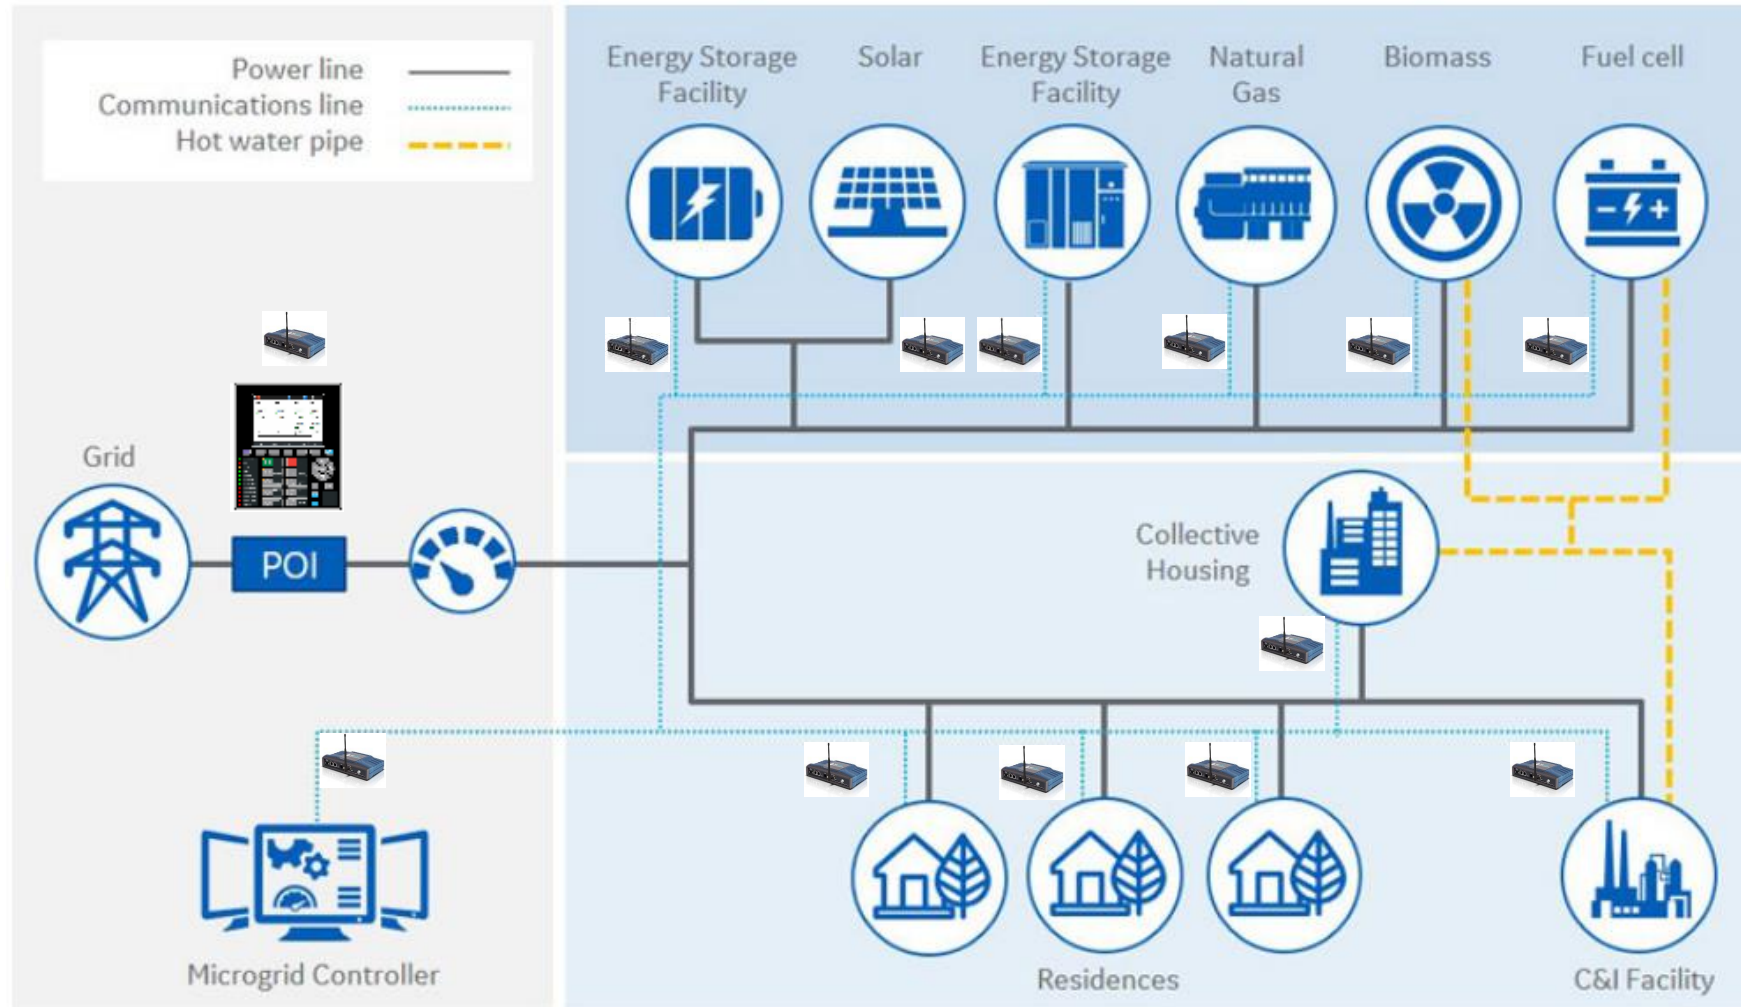 Power line
Communications line
Hot water pipe
Energy Storage
Facility
Solar
Energy Storage
Facility
Natural
Gas
Biomass
Fuel cell
Grid
POI
Collective
Housing
Microgrid Controller
Residences
C&I Facility